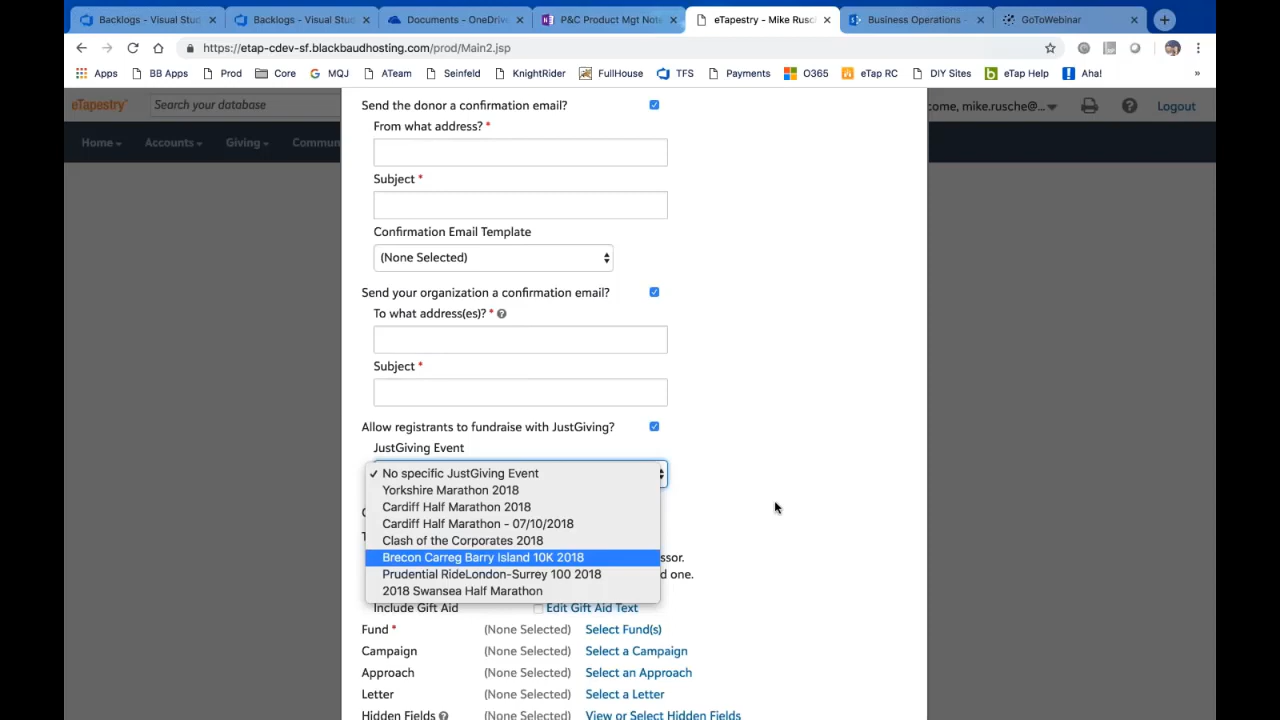 Backlogs - Visual Stud
Backlogs - Visual Stud
Documents - OneDriv
P&C Product Mgt Note
eTapestry - Mike Rusch
Business Operations -
GoToWebinar
https://etap-cdev-sf.blackbaudhosting.com/prod/Main2.jsp
Apps BB Apps Prod Core MQJ ATeam Seinfeld KnightRider FullHouse TFS Payments O365 eTap RC DIY Sites eTap Help Aha! »
eTapestry Search your database come, mike.rusche@... Logout
Home Accounts Giving Commun
Send the donor a confirmation email?
From what address? *
Subject *
Confirmation Email Template
(None Selected)
Send your organization a confirmation email?
To what address(es)? *
Subject *
Allow registrants to fundraise with JustGiving?
JustGiving Event
✓ No specific JustGiving Event
Yorkshire Marathon 2018
Cardiff Half Marathon 2018
Cardiff Half Marathon - 07/10/2018
Clash of the Corporates 2018
Brecon Carreg Barry Island 10K 2018
ssor.
Prudential RideLondon-Surrey 100 2018
d one.
2018 Swansea Half Marathon
Include Gift Aid Edit Gift Aid Text
Fund * (None Selected) Select Fund(s)
Campaign (None Selected) Select a Campaign
Approach (None Selected) Select an Approach
Letter (None Selected) Select a Letter
Hidden Fields View or Select Hidden Fields